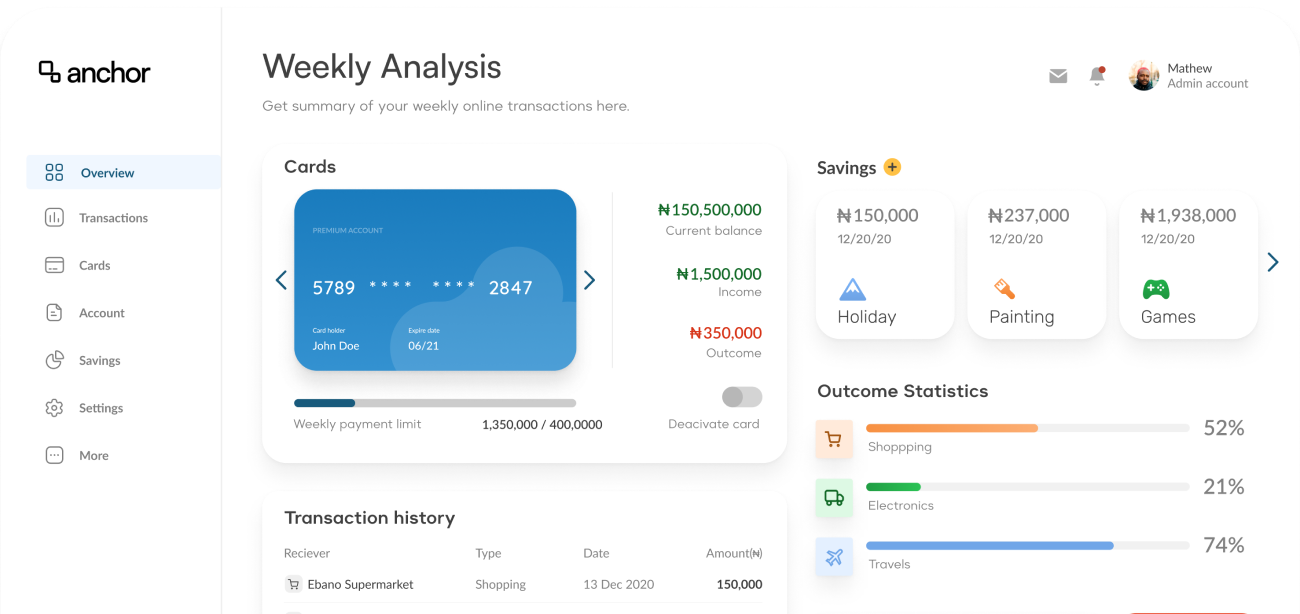 anchor
Overview
Transactions
Cards
Account
Savings
Settings
More
Weekly Analysis
Get summary of your weekly online transactions here.
Mathew
Admin account
Cards
PREMIUM ACCOUNT
5789 **** **** 2847
Card holder
John Doe
Expire date
06/21
₦150,500,000
Current balance
₦1,500,000
Income
₦350,000
Outcome
Weekly payment limit
1,350,000 / 400,0000
Deacivate card
Savings +
₦150,000
12/20/20
Holiday
₦237,000
12/20/20
Painting
₦1,938,000
12/20/20
Games
Outcome Statistics
Shoppping
52%
Electronics
21%
Travels
74%
Transaction history
Reciever Type Date Amount(₦)
Ebano Supermarket Shopping 13 Dec 2020 150,000